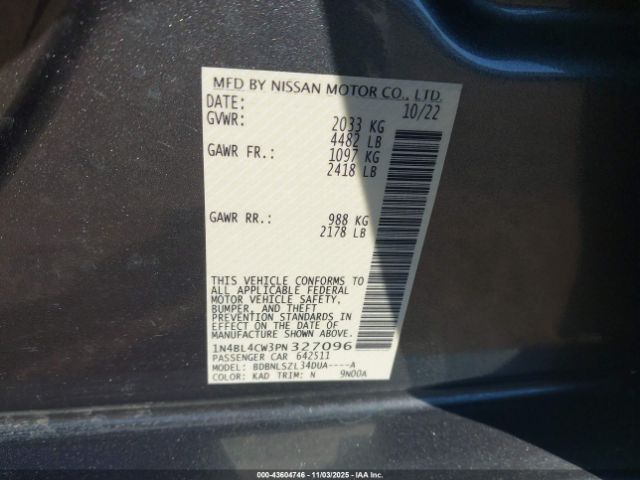 MFD BY NISSAN MOTOR CO., LTD.
DATE: 10/22
GVWR: 2033 KG
4482 LB
GAWR FR.: 1097 KG
2418 LB
GAWR RR.: 988 KG
2178 LB
THIS VEHICLE CONFORMS TO
ALL APPLICABLE FEDERAL
MOTOR VEHICLE SAFETY,
BUMPER, AND THEFT
PREVENTION STANDARDS IN
EFFECT ON THE DATE OF
MANUFACTURE SHOWN ABOVE.
1N4BL4CW3PN327096
PASSENGER CAR 642511
MODEL: BDBNLSZL34DUA----A
COLOR: KAD TRIM: N 9N00A
000-43604746 - 11/03/2025 - IAA Inc.